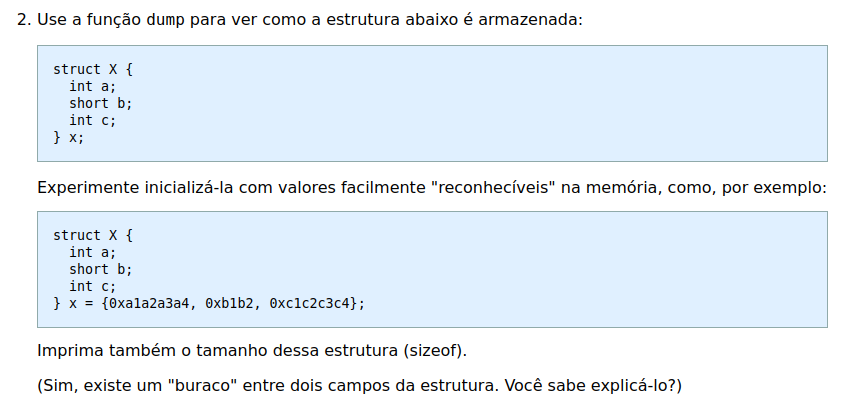 2. Use a função dump para ver como a estrutura abaixo é armazenada:
struct X {
  int a;
  short b;
  int c;
} x;
Experimente inicializá-la com valores facilmente "reconhecíveis" na memória, como, por exemplo:
struct X {
  int a;
  short b;
  int c;
} x = {0xa1a2a3a4, 0xb1b2, 0xc1c2c3c4};
Imprima também o tamanho dessa estrutura (sizeof).
(Sim, existe um "buraco" entre dois campos da estrutura. Você sabe explicá-lo?)